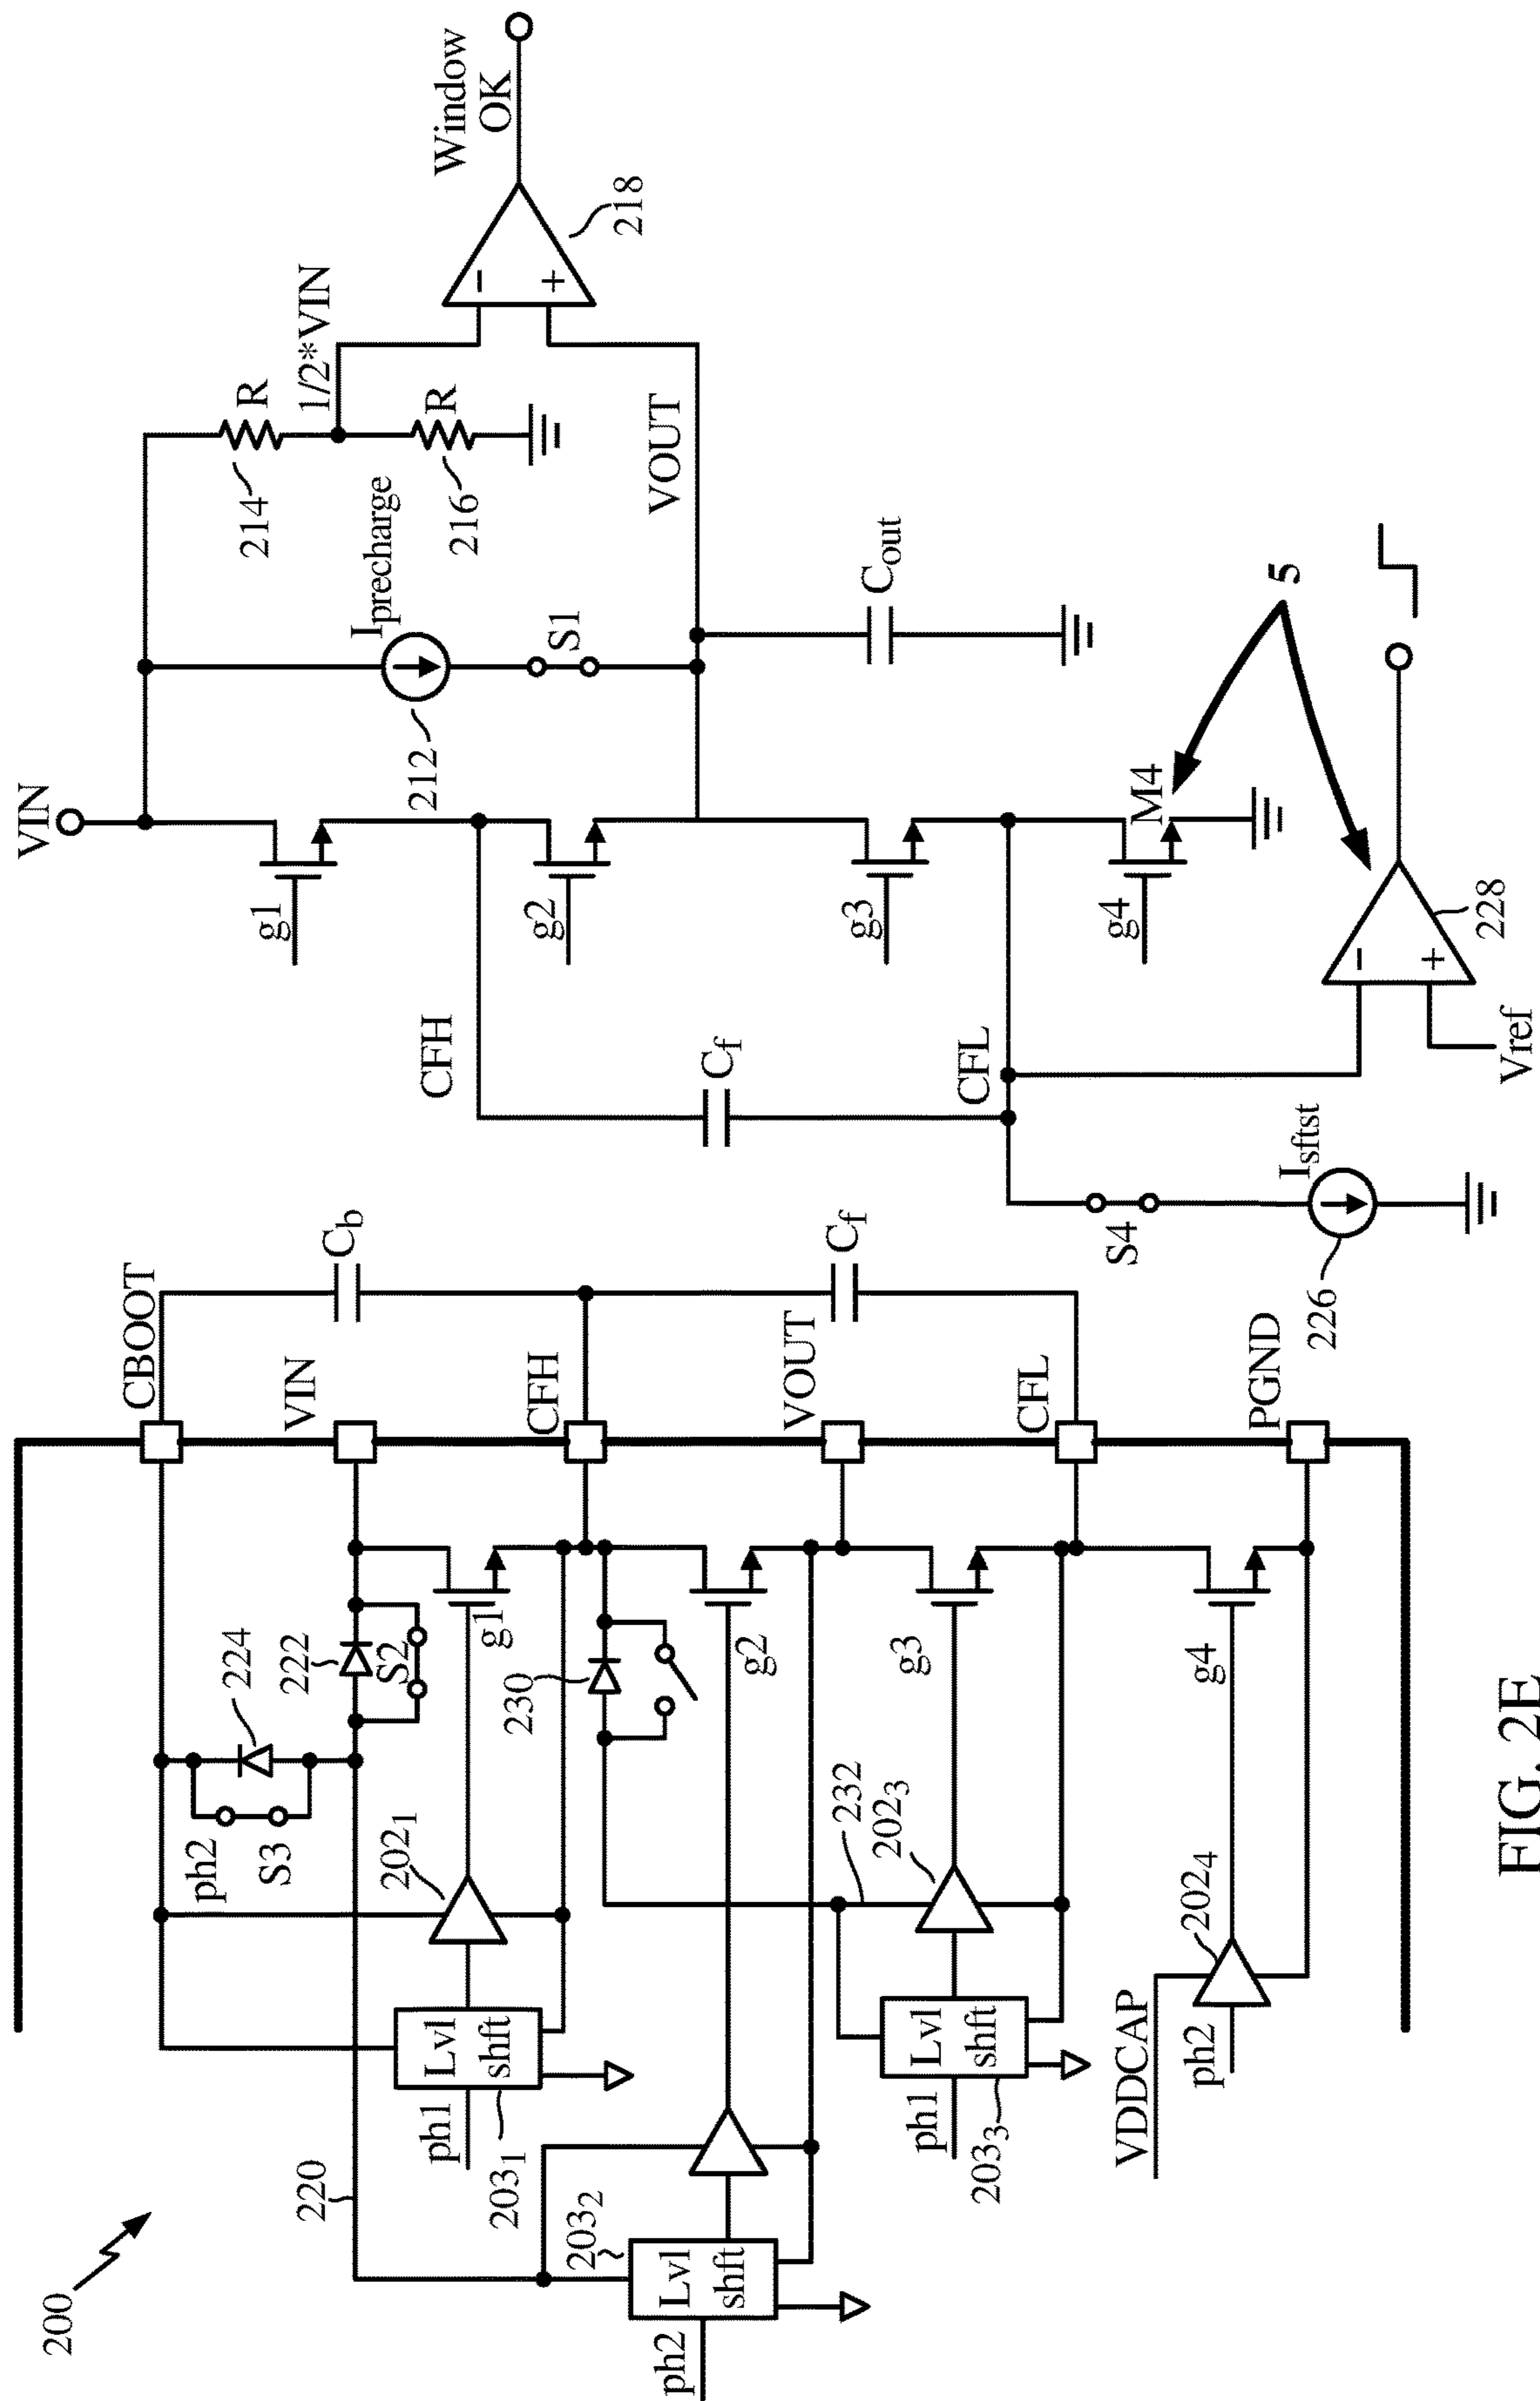 200
220
ph2
Lvl
shft
203₂
ph1
Lvl
shft
203₁
ph2
S3
224
222
S2
202₁
g1
CBOOT
VIN
CFH
VOUT
CFL
PGND
Cb
Cf
230
g2
232
202₃
g3
ph1
Lvl
shft
203₃
VDDCAP
ph2
202₄
g4
VIN
g1
g2
g3
g4
M4
CFH
Cf
CFL
S4
Isftst
226
Vref
-
+
228
5
212
Iprecharge
S1
214
R
216
R
1/2*VIN
VOUT
Cout
-
+
218
Window
OK
FIG. 2E